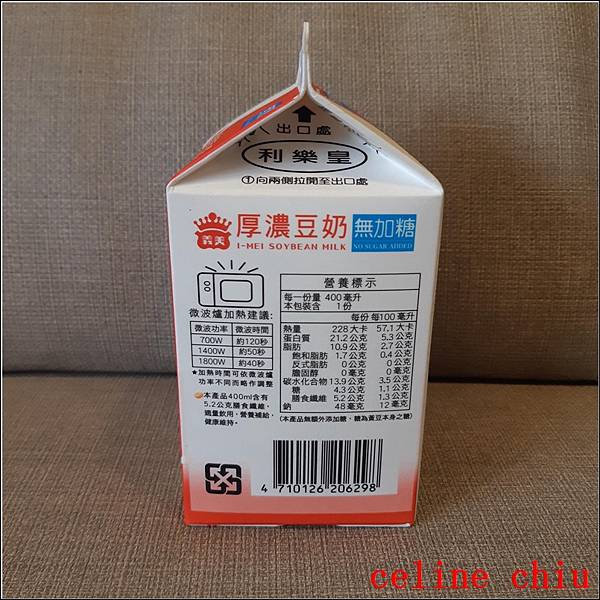 出口處
利樂皇
①向兩側拉開至出口處
義美
厚濃豆奶 無加糖
I-MEI SOYBEAN MILK NO SUGAR ADDED
微波爐加熱建議:
微波功率 微波時間
700W 約120秒
1400W 約50秒
1800W 約40秒
★加熱時間可依微波爐
功率不同而略作調整
本產品400ml含有
5.2公克膳食纖維,
適量飲用,營養補給,
健康維持。
營養標示
每一份量 400毫升
本包裝含 1份
每份 每100毫升
熱量 228大卡 57.1大卡
蛋白質 21.2公克 5.3公克
脂肪 10.9公克 2.7公克
飽和脂肪 1.7公克 0.4公克
反式脂肪 0公克 0公克
膽固醇 0毫克 0毫克
碳水化合物 13.9公克 3.5公克
糖 4.3公克 1.1公克
膳食纖維 5.2公克 1.3公克
鈉 48毫克 12毫克
(本產品無額外添加糖,糖為黃豆本身之糖)
4 710126 206298
celine chiu